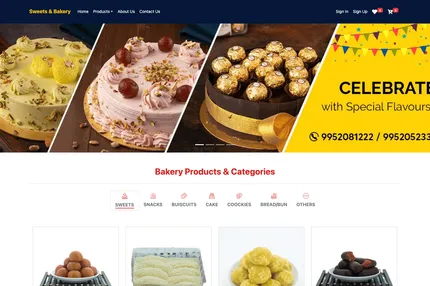 Sweets & Bakery Home Products About Us Contact Us Sign In Sign Up 0 0
CELEBRATE
with Special Flavours
9952081222 / 995205233
Bakery Products & Categories
SWEETS SNACKS BUISCUITS CAKE COOCKIES BREAD/BUN OTHERS